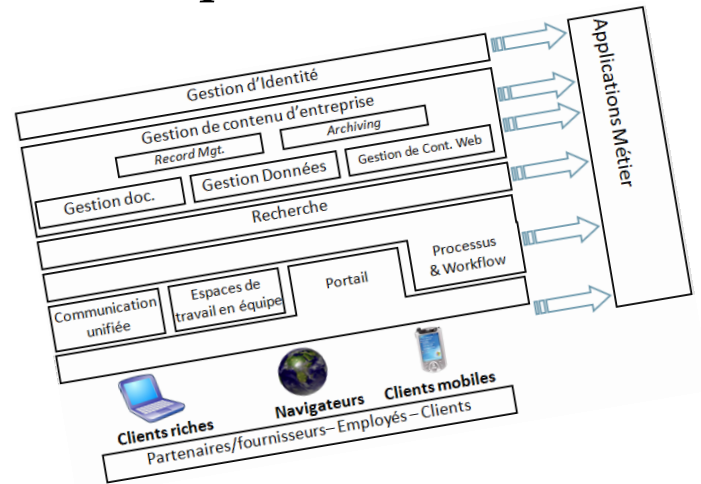 Gestion d'Identité
Gestion de contenu d'entreprise
Record Mgt.
Archiving
Gestion doc.
Gestion Données
Gestion de Cont. Web
Recherche
Communication
unifiée
Espaces de
travail en équipe
Portail
Processus
& Workflow
Applications Métier
Clients riches
Navigateurs
Clients mobiles
Partenaires/fournisseurs– Employés – Clients